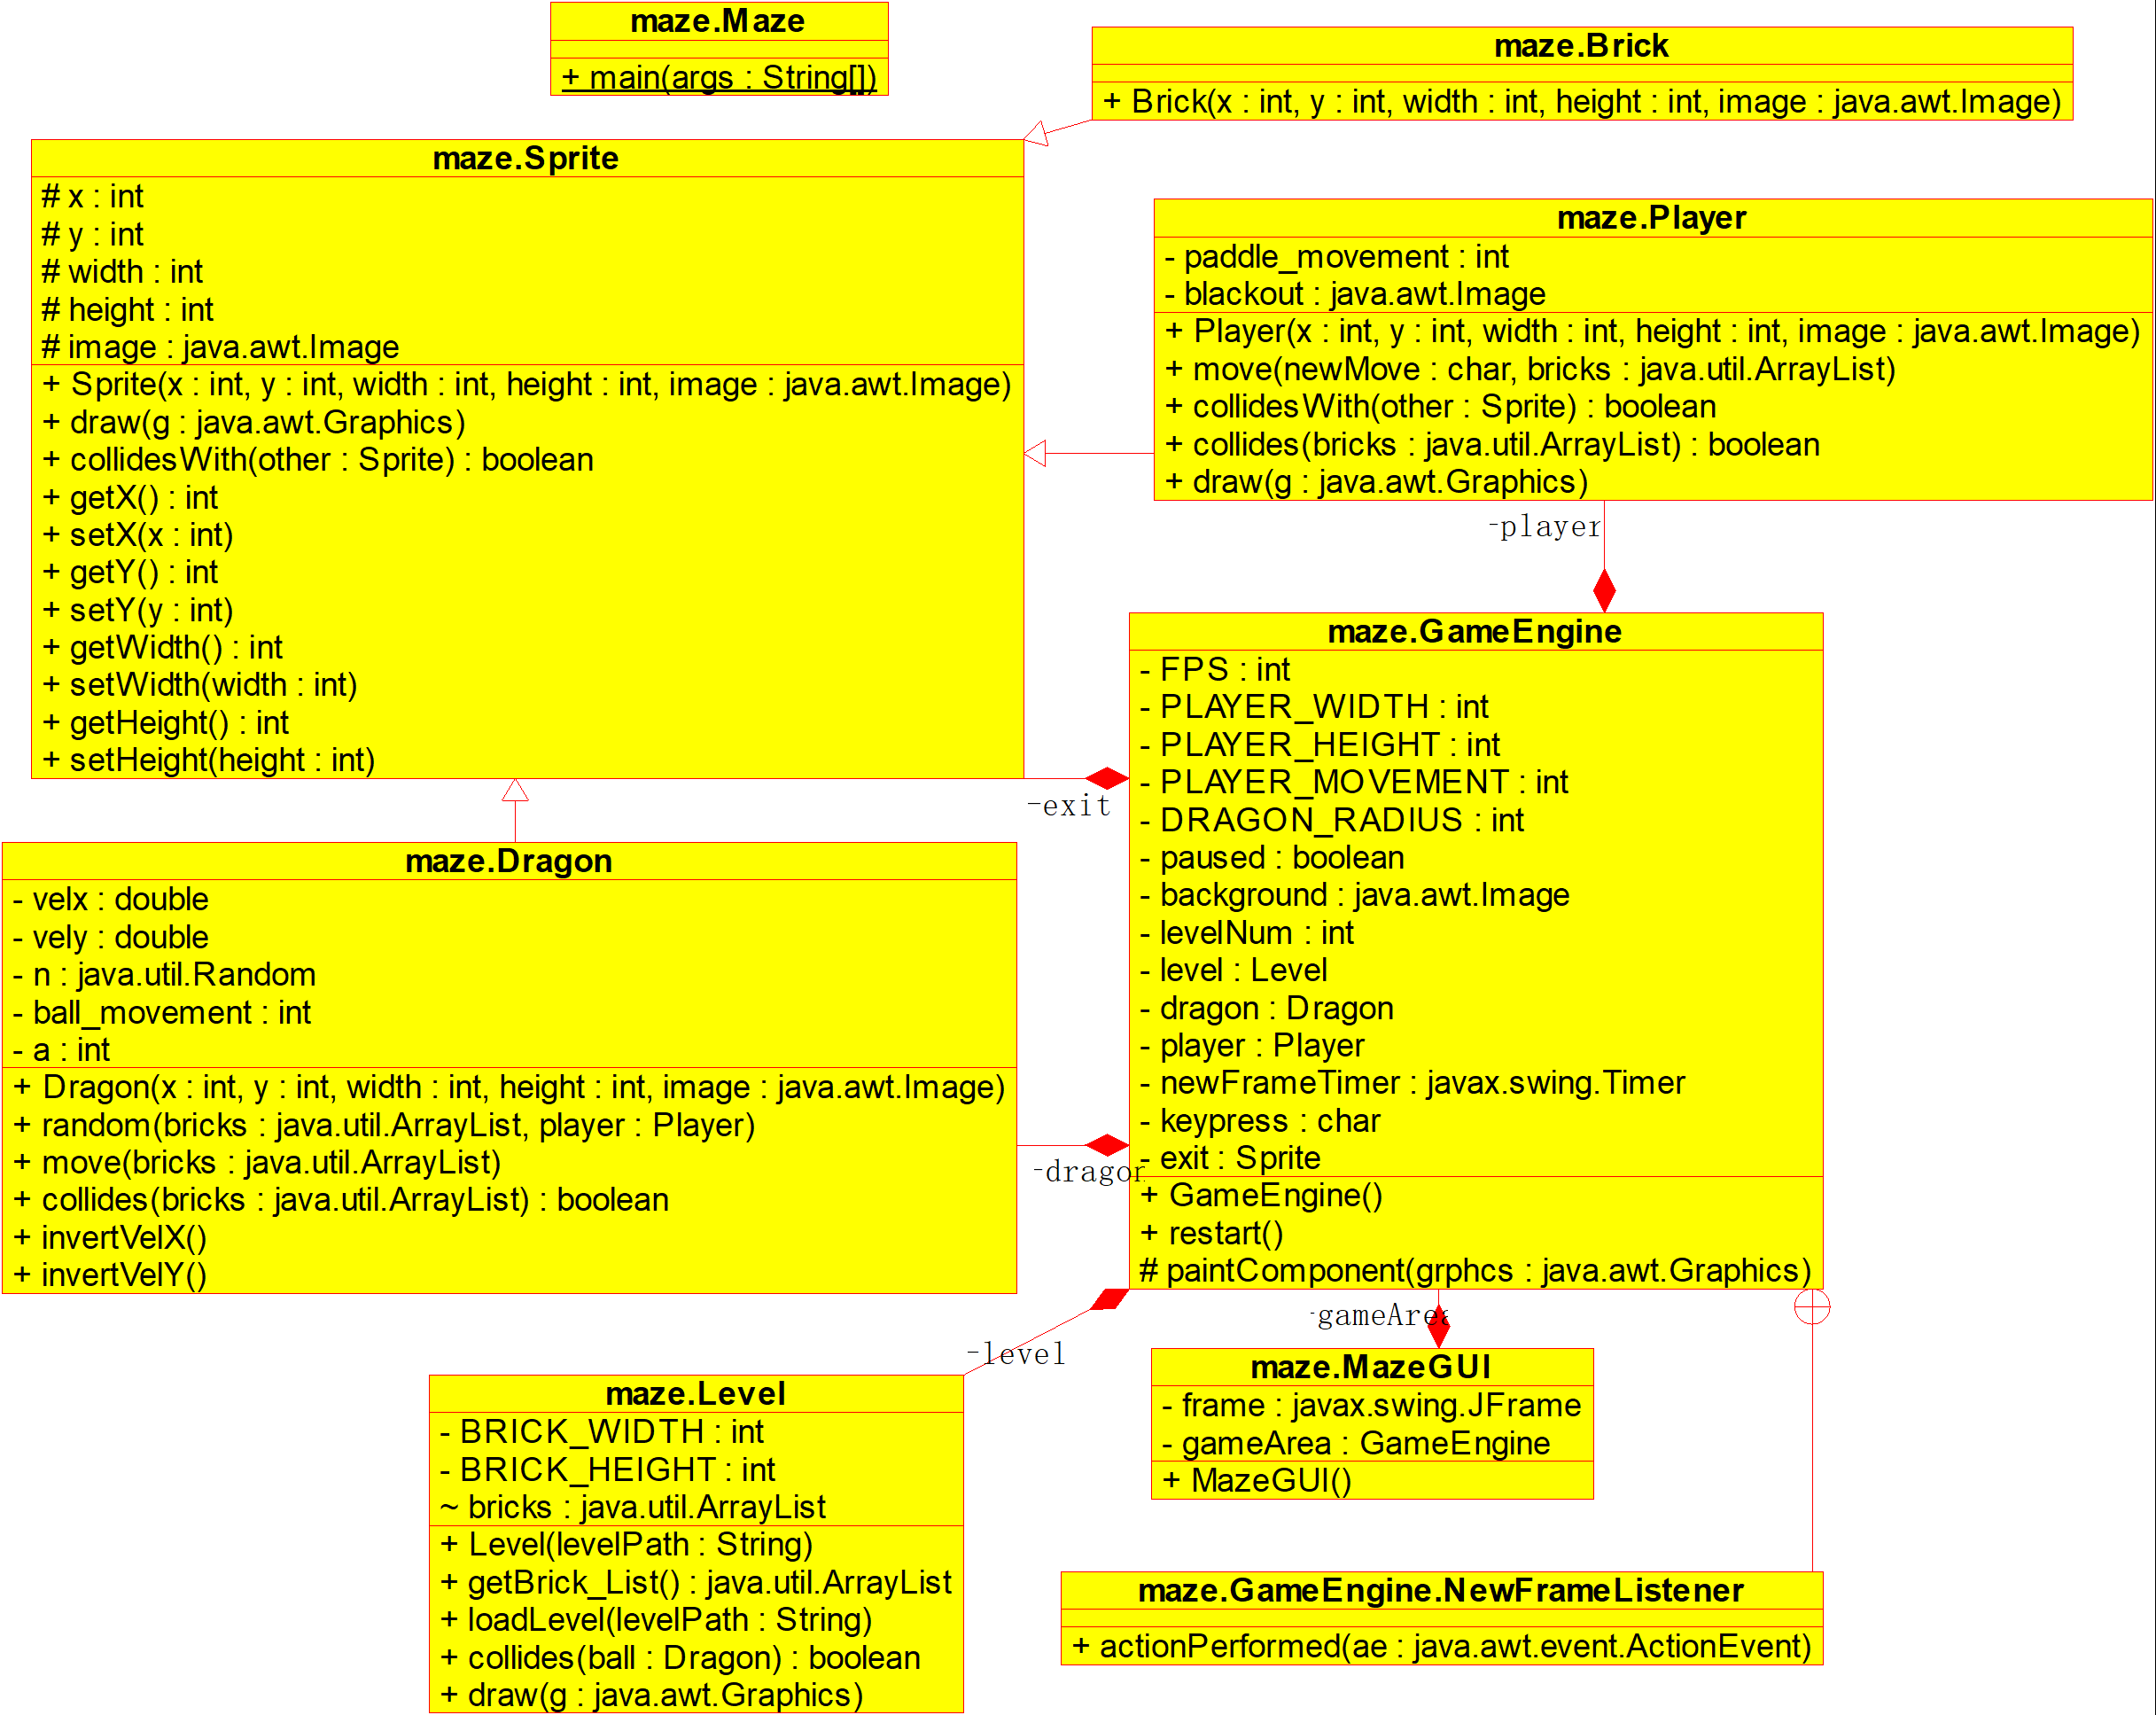 maze.Maze
+ main(args : String[])
maze.Brick
+ Brick(x : int, y : int, width : int, height : int, image : java.awt.Image)
maze.Sprite
# x : int
# y : int
# width : int
# height : int
# image : java.awt.Image
+ Sprite(x : int, y : int, width : int, height : int, image : java.awt.Image)
+ draw(g : java.awt.Graphics)
+ collidesWith(other : Sprite) : boolean
+ getX() : int
+ setX(x : int)
+ getY() : int
+ setY(y : int)
+ getWidth() : int
+ setWidth(width : int)
+ getHeight() : int
+ setHeight(height : int)
maze.Player
- paddle_movement : int
- blackout : java.awt.Image
+ Player(x : int, y : int, width : int, height : int, image : java.awt.Image)
+ move(newMove : char, bricks : java.util.ArrayList)
+ collidesWith(other : Sprite) : boolean
+ collides(bricks : java.util.ArrayList) : boolean
+ draw(g : java.awt.Graphics)
-player
-exit
maze.GameEngine
- FPS : int
- PLAYER_WIDTH : int
- PLAYER_HEIGHT : int
- PLAYER_MOVEMENT : int
- DRAGON_RADIUS : int
- paused : boolean
- background : java.awt.Image
- levelNum : int
- level : Level
- dragon : Dragon
- player : Player
- newFrameTimer : javax.swing.Timer
- keypress : char
- exit : Sprite
+ GameEngine()
+ restart()
# paintComponent(grphcs : java.awt.Graphics)
maze.Dragon
- velx : double
- vely : double
- n : java.util.Random
- ball_movement : int
- a : int
+ Dragon(x : int, y : int, width : int, height : int, image : java.awt.Image)
+ random(bricks : java.util.ArrayList, player : Player)
+ move(bricks : java.util.ArrayList)
+ collides(bricks : java.util.ArrayList) : boolean
+ invertVelX()
+ invertVelY()
-dragon
-level
-gameArea
maze.Level
- BRICK_WIDTH : int
- BRICK_HEIGHT : int
~ bricks : java.util.ArrayList
+ Level(levelPath : String)
+ getBrick_List() : java.util.ArrayList
+ loadLevel(levelPath : String)
+ collides(ball : Dragon) : boolean
+ draw(g : java.awt.Graphics)
maze.MazeGUI
- frame : javax.swing.JFrame
- gameArea : GameEngine
+ MazeGUI()
maze.GameEngine.NewFrameListener
+ actionPerformed(ae : java.awt.event.ActionEvent)